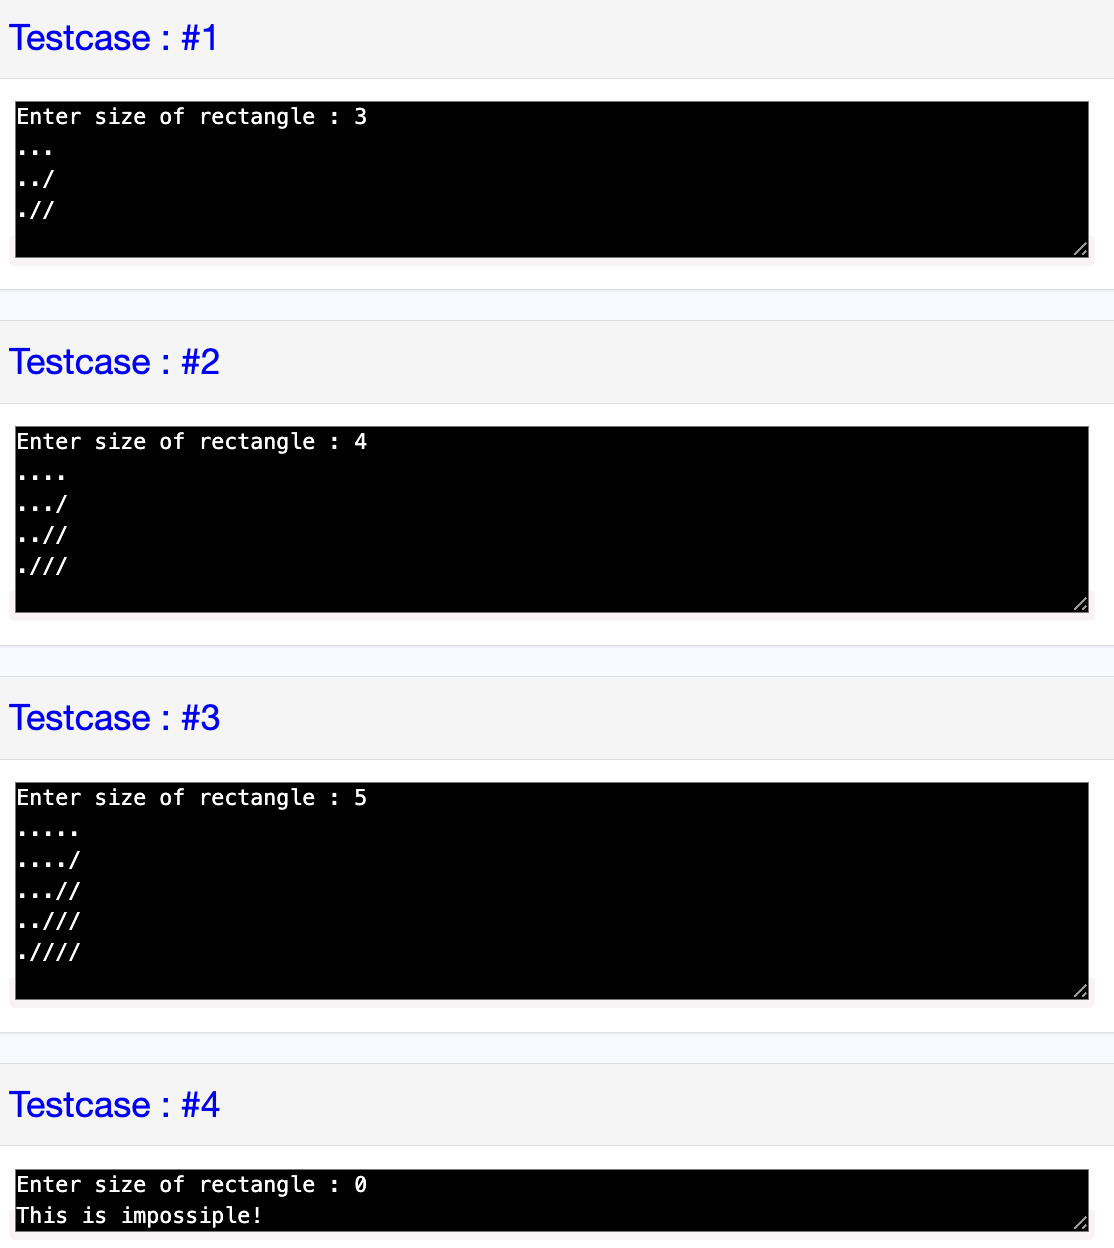 Testcase : #1
Enter size of rectangle : 3
...
../
.//
Testcase : #2
Enter size of rectangle : 4
....
.../
..//
.///
Testcase : #3
Enter size of rectangle : 5
.....
..../
...//
..///
.////
Testcase : #4
Enter size of rectangle : 0
This is impossiple!